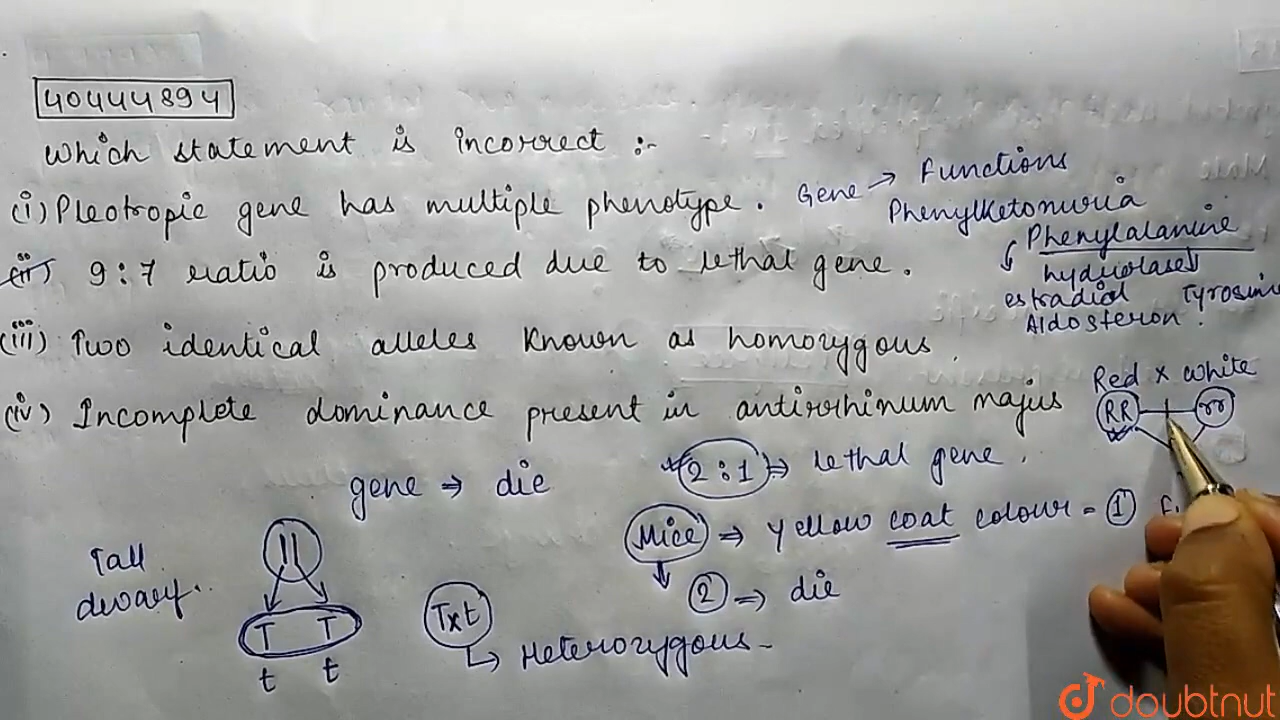 40444894
Which statement is incorrect :-
(i) Pleotropic gene has multiple phenotype.
Gene → Functions
Phenylketonuria
Phenylalanine
hydrolases
estradiol Tyrosine
Aldosteron.
(ii) 9:7 ratio is produced due to lethal gene.
(iii) Two identical alleles known as homozygous.
(iv) Incomplete dominance present in antirrhinum majus
Red x white
RR rr
gene ⇒ die
2:1 ⇒ lethal gene.
Mice ⇒ Yellow coat colour = 1
2 ⇒ die
Tall
T T
t t
Txt
Heterozygous-
doubtnut